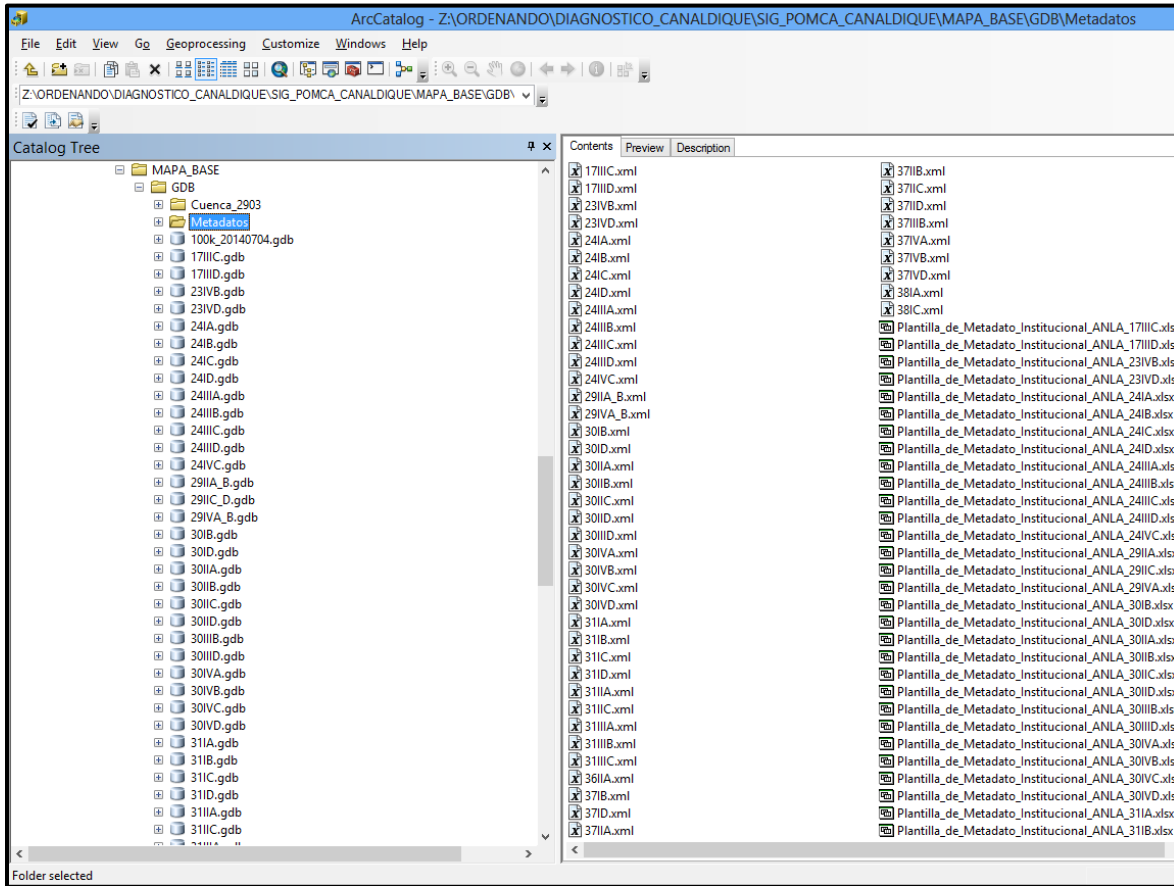 ArcCatalog - Z:\ORDENANDO\DIAGNOSTICO_CANALDIQUE\SIG_POMCA_CANALDIQUE\MAPA_BASE\GDB\Metadatos
File Edit View Go Geoprocessing Customize Windows Help
Z:\ORDENANDO\DIAGNOSTICO_CANALDIQUE\SIG_POMCA_CANALDIQUE\MAPA_BASE\GDB\
Catalog Tree
MAPA_BASE
GDB
Cuenca_2903
Metadatos
100k_20140704.gdb
17IIIC.gdb
17IIID.gdb
23IVB.gdb
23IVD.gdb
24IA.gdb
24IB.gdb
24IC.gdb
24ID.gdb
24IIIA.gdb
24IIIB.gdb
24IIIC.gdb
24IIID.gdb
24IVC.gdb
29IIA_B.gdb
29IIC_D.gdb
29IVA_B.gdb
30IB.gdb
30ID.gdb
30IIA.gdb
30IIB.gdb
30IIC.gdb
30IID.gdb
30IIIB.gdb
30IIID.gdb
30IVA.gdb
30IVB.gdb
30IVC.gdb
30IVD.gdb
31IA.gdb
31IB.gdb
31IC.gdb
31ID.gdb
31IIA.gdb
31IIC.gdb
Contents Preview Description
17IIIC.xml
17IIID.xml
23IVB.xml
23IVD.xml
24IA.xml
24IB.xml
24IC.xml
24ID.xml
24IIIA.xml
24IIIB.xml
24IIIC.xml
24IIID.xml
24IVC.xml
29IIA_B.xml
29IVA_B.xml
30IB.xml
30ID.xml
30IIA.xml
30IIB.xml
30IIC.xml
30IID.xml
30IIID.xml
30IVA.xml
30IVB.xml
30IVC.xml
30IVD.xml
31IA.xml
31IB.xml
31IC.xml
31ID.xml
31IIA.xml
31IIC.xml
31IIIA.xml
31IIIB.xml
31IIIC.xml
36IIA.xml
37IB.xml
37ID.xml
37IIA.xml
37IIB.xml
37IIC.xml
37IID.xml
37IIIB.xml
37IVA.xml
37IVB.xml
37IVD.xml
38IA.xml
38IC.xml
Plantilla_de_Metadato_Institucional_ANLA_17IIIC.xls
Plantilla_de_Metadato_Institucional_ANLA_17IIID.xls
Plantilla_de_Metadato_Institucional_ANLA_23IVB.xls
Plantilla_de_Metadato_Institucional_ANLA_23IVD.xls
Plantilla_de_Metadato_Institucional_ANLA_24IA.xlsx
Plantilla_de_Metadato_Institucional_ANLA_24IB.xlsx
Plantilla_de_Metadato_Institucional_ANLA_24IC.xlsx
Plantilla_de_Metadato_Institucional_ANLA_24ID.xlsx
Plantilla_de_Metadato_Institucional_ANLA_24IIIA.xls
Plantilla_de_Metadato_Institucional_ANLA_24IIIB.xls
Plantilla_de_Metadato_Institucional_ANLA_24IIIC.xls
Plantilla_de_Metadato_Institucional_ANLA_24IIID.xls
Plantilla_de_Metadato_Institucional_ANLA_24IVC.xls
Plantilla_de_Metadato_Institucional_ANLA_29IIA.xlsx
Plantilla_de_Metadato_Institucional_ANLA_29IIC.xlsx
Plantilla_de_Metadato_Institucional_ANLA_29IVA.xls
Plantilla_de_Metadato_Institucional_ANLA_30IB.xlsx
Plantilla_de_Metadato_Institucional_ANLA_30ID.xlsx
Plantilla_de_Metadato_Institucional_ANLA_30IIA.xlsx
Plantilla_de_Metadato_Institucional_ANLA_30IIB.xlsx
Plantilla_de_Metadato_Institucional_ANLA_30IIC.xlsx
Plantilla_de_Metadato_Institucional_ANLA_30IID.xlsx
Plantilla_de_Metadato_Institucional_ANLA_30IIIB.xls
Plantilla_de_Metadato_Institucional_ANLA_30IIID.xls
Plantilla_de_Metadato_Institucional_ANLA_30IVA.xls
Plantilla_de_Metadato_Institucional_ANLA_30IVB.xls
Plantilla_de_Metadato_Institucional_ANLA_30IVC.xls
Plantilla_de_Metadato_Institucional_ANLA_30IVD.xls
Plantilla_de_Metadato_Institucional_ANLA_31IA.xlsx
Plantilla_de_Metadato_Institucional_ANLA_31IB.xlsx
Folder selected